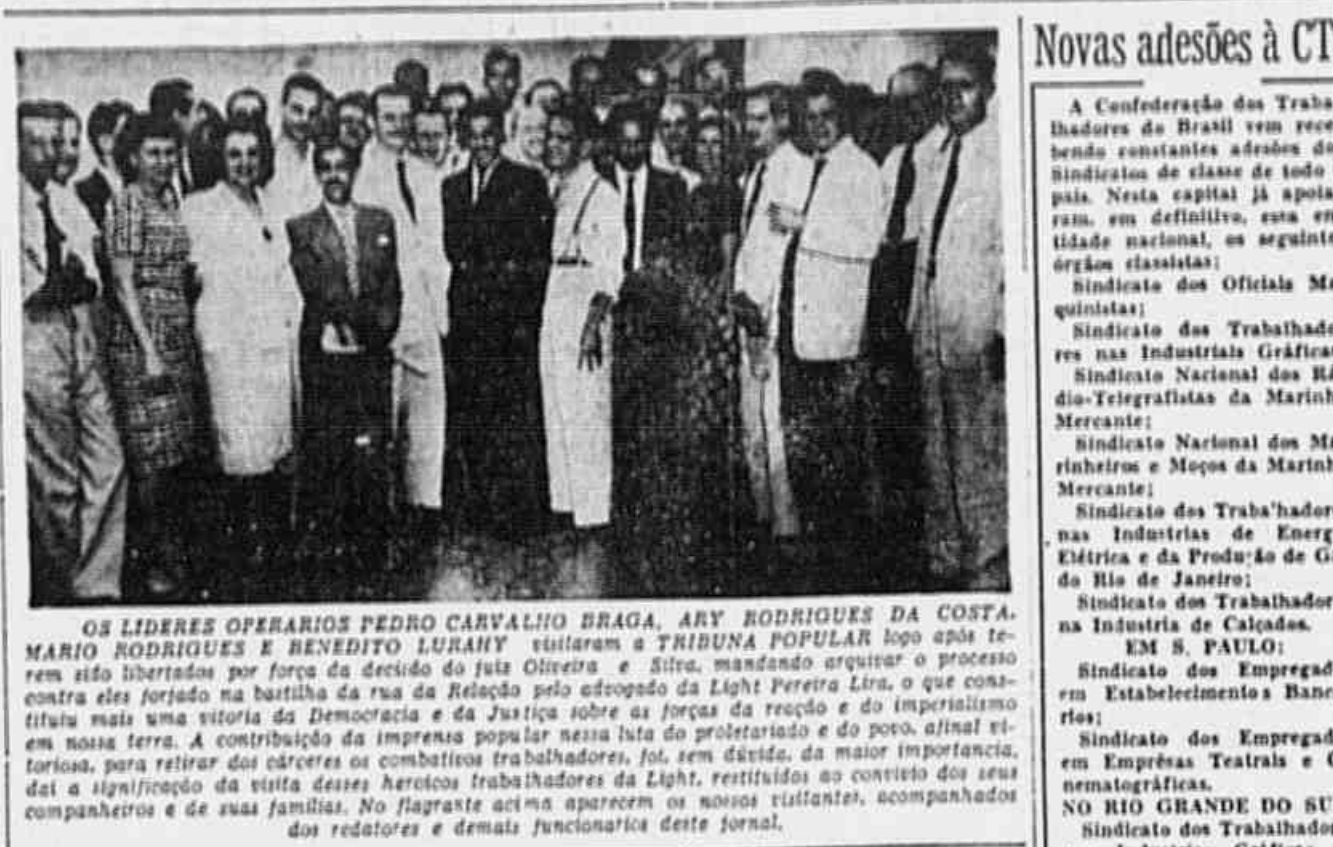 OS LIDERES OPERARIOS PEDRO CARVALHO BRAGA, ARY RODRIGUES DA COSTA,
MARIO RODRIGUES E BENEDITO LURAHY visitaram a TRIBUNA POPULAR logo após te-
rem sido libertados por força da decisão do juiz Oliveira e Silva, mandando arquivar o processo
contra eles forjado na bastilha da rua da Relação pelo advogado da Light Pereira Lira, o que cons-
titulu mais uma vitoria da Democracia e da Justiça sobre as forças da reação e do imperialismo
em nossa terra. A contribuição da imprensa popular nessa luta do proletariado e do povo, afinal vi-
toriosa, para retirar dos cárceres os combativos trabalhadores, foi, sem dúvida, da maior importancia,
daí a significação da visita desses heroicos trabalhadores da Light, restituidos ao convivio dos seus
companheiros e de suas familias. No flagrante acima aparecem os nossos visitantes, acompanhados
dos redatores e demais funcionarios deste jornal.
Novas adesões à CT
A Confederação dos Traba
lhadores do Brasil vem rece
bendo constantes adesões do
Sindicatos de classe de todo
país. Nesta capital já apoia
ram, em definitivo, esta en
tidade nacional, os seguinte
órgãos classistas:
Sindicato dos Oficiais Má
quinistas;
Sindicato dos Trabalhado
res nas Industriais Gráficas
Sindicato Nacional dos Rá
dio-Telegrafistas da Marinh
Mercante;
Sindicato Nacional dos Ma
rinheiros e Moços da Marinh
Mercante;
Sindicato dos Traba'hador
nas Industrias de Energ
Elétrica e da Produção de G
do Rio de Janeiro;
Sindicato dos Trabalhador
na Industria de Calçados.
EM S. PAULO:
Sindicato dos Empregad
em Estabelecimentos Banc
rios;
Sindicato dos Empregad
em Emprêsas Teatrais e C
nematográficas.
NO RIO GRANDE DO SU
Sindicato dos Trabalhador